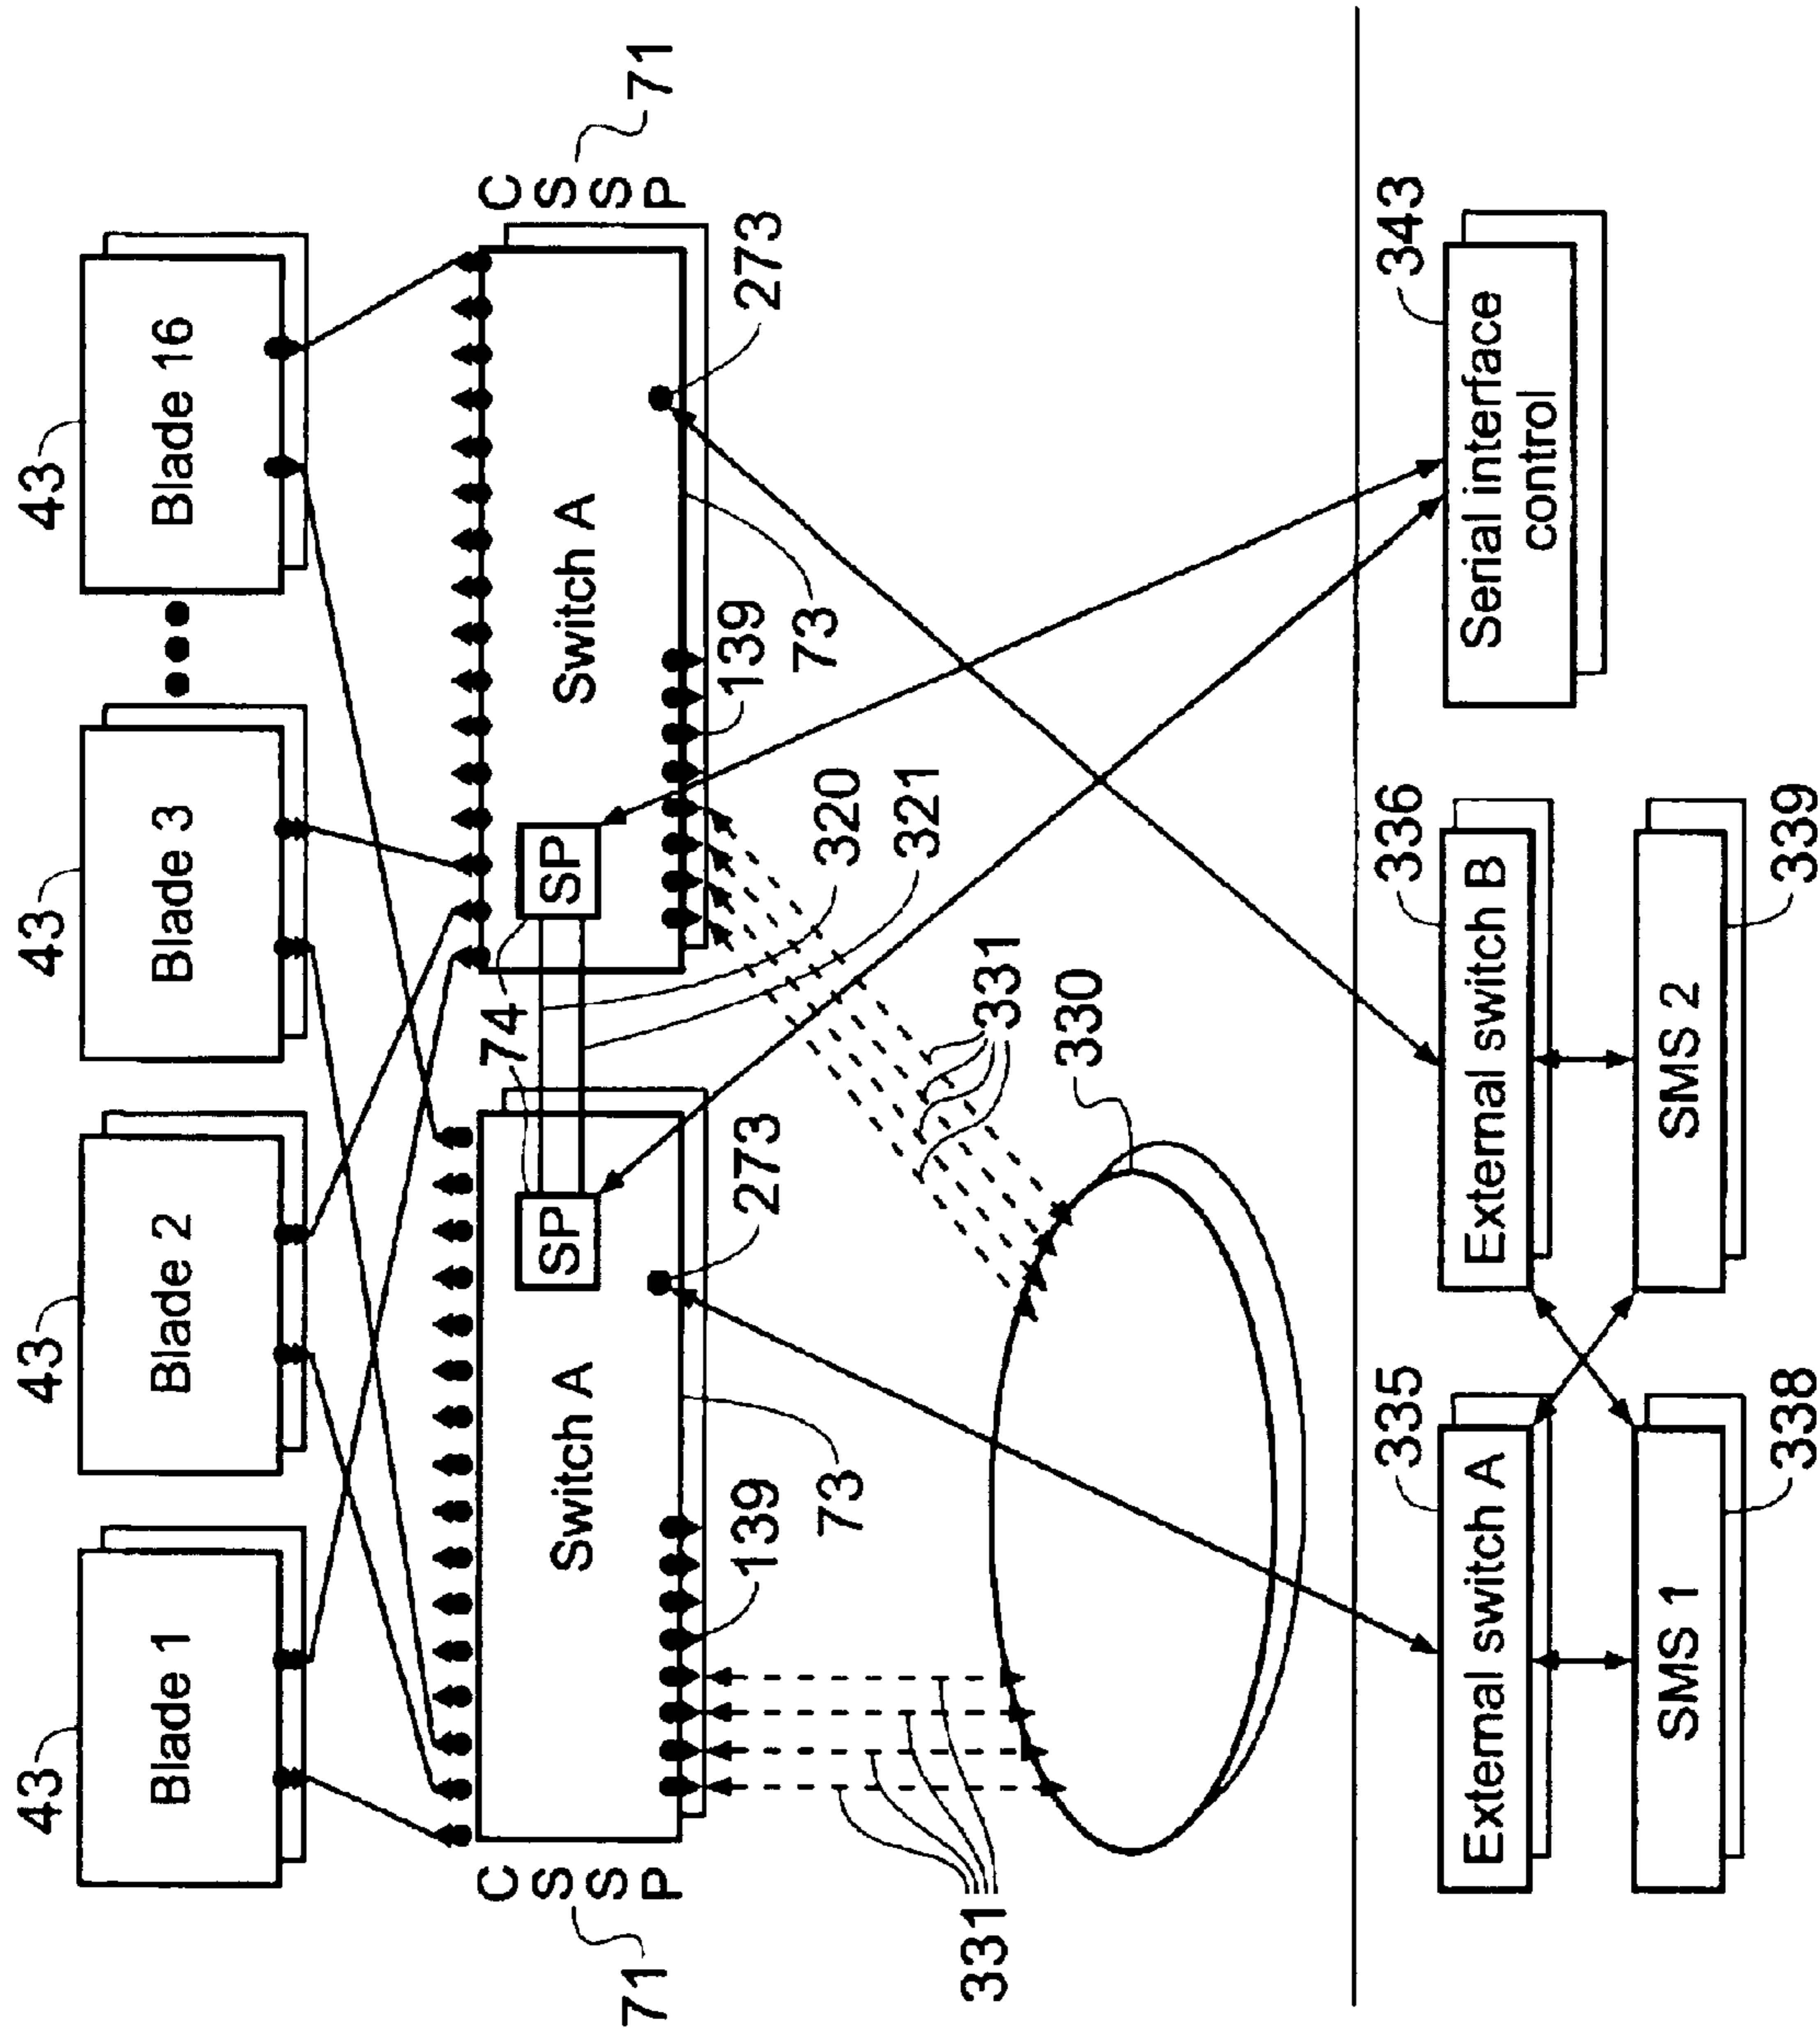 43
43
43
43
Blade 1
Blade 2
Blade 3
Blade 16
71
C
S
S
P
Switch A
SP
74
SP
Switch A
C
S
S
P
71
139
73
273
320
321
139
73
273
331
331
330
335
336
343
External switch A
External switch B
Serial interface
control
SMS 1
SMS 2
338
339